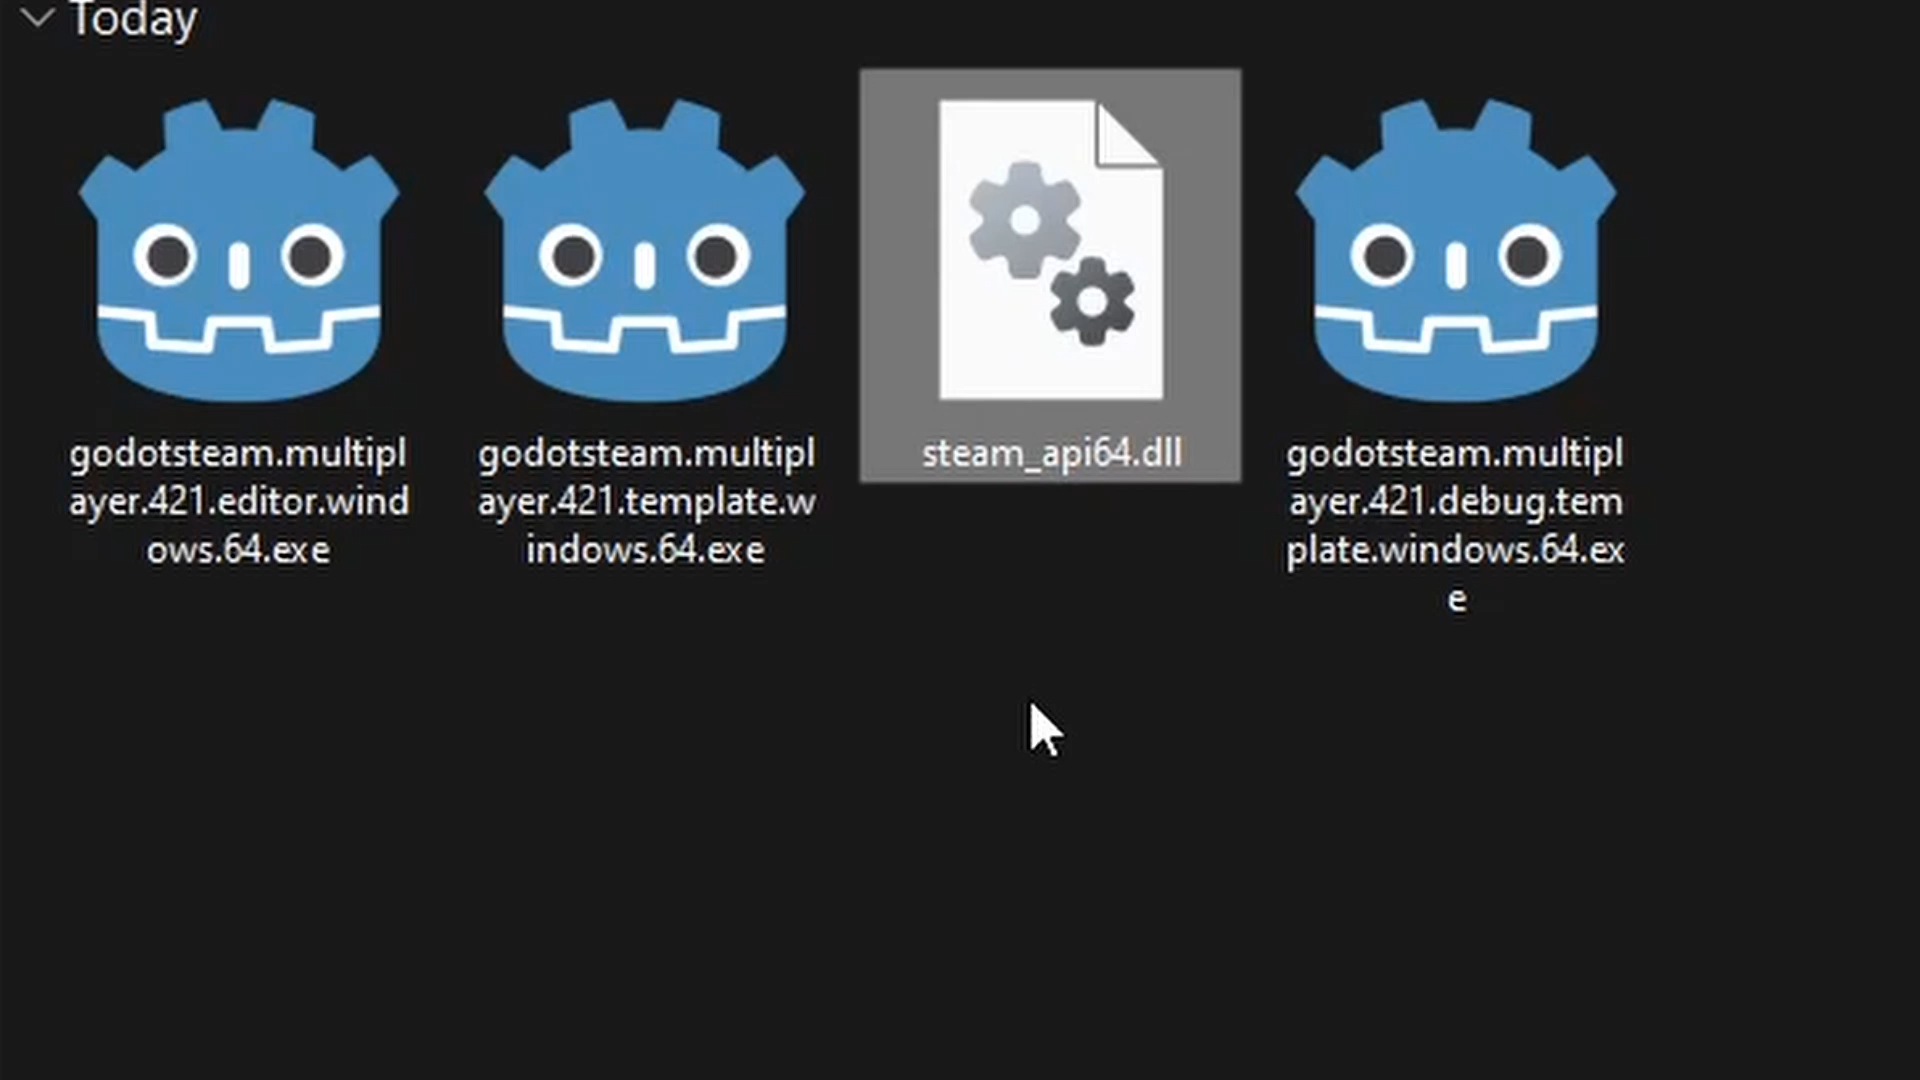 Today
godotsteam.multipl
ayer.421.editor.wind
ows.64.exe
godotsteam.multipl
ayer.421.template.w
indows.64.exe
steam_api64.dll
godotsteam.multipl
ayer.421.debug.tem
plate.windows.64.ex
e